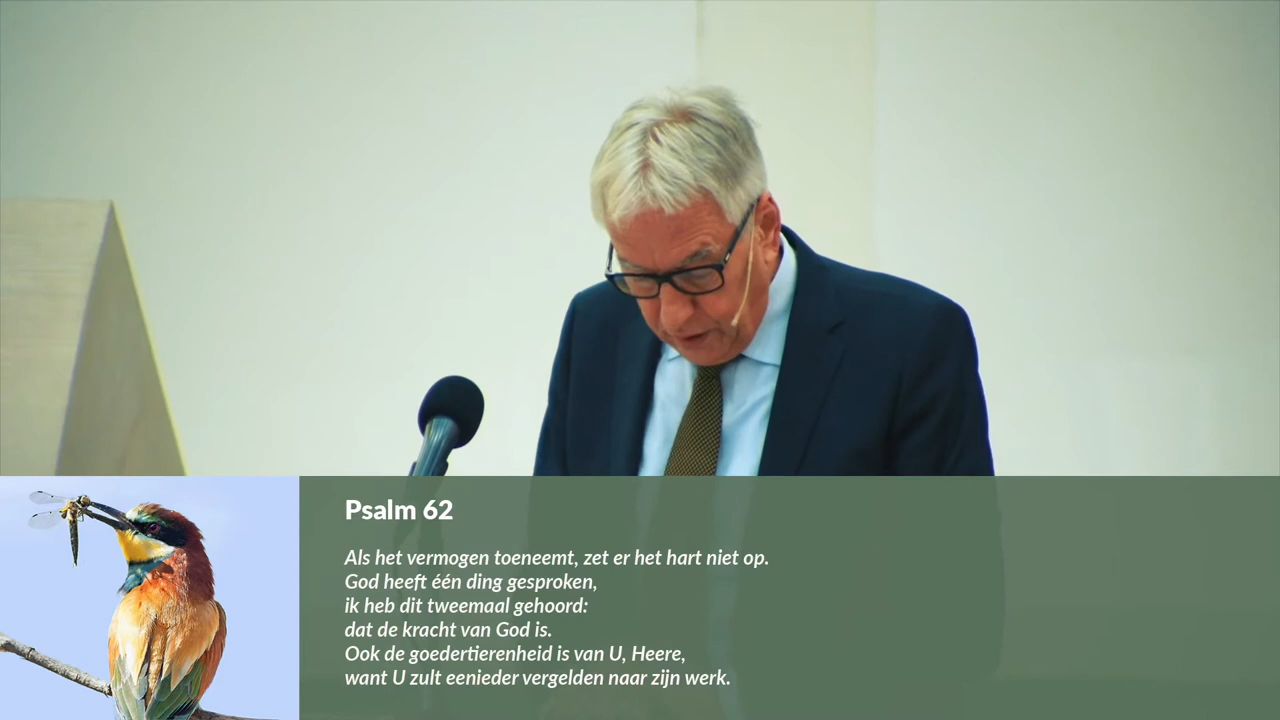 Psalm 62
Als het vermogen toeneemt, zet er het hart niet op.
God heeft één ding gesproken,
ik heb dit tweemaal gehoord:
dat de kracht van God is.
Ook de goedertierenheid is van U, Heere,
want U zult eenieder vergelden naar zijn werk.